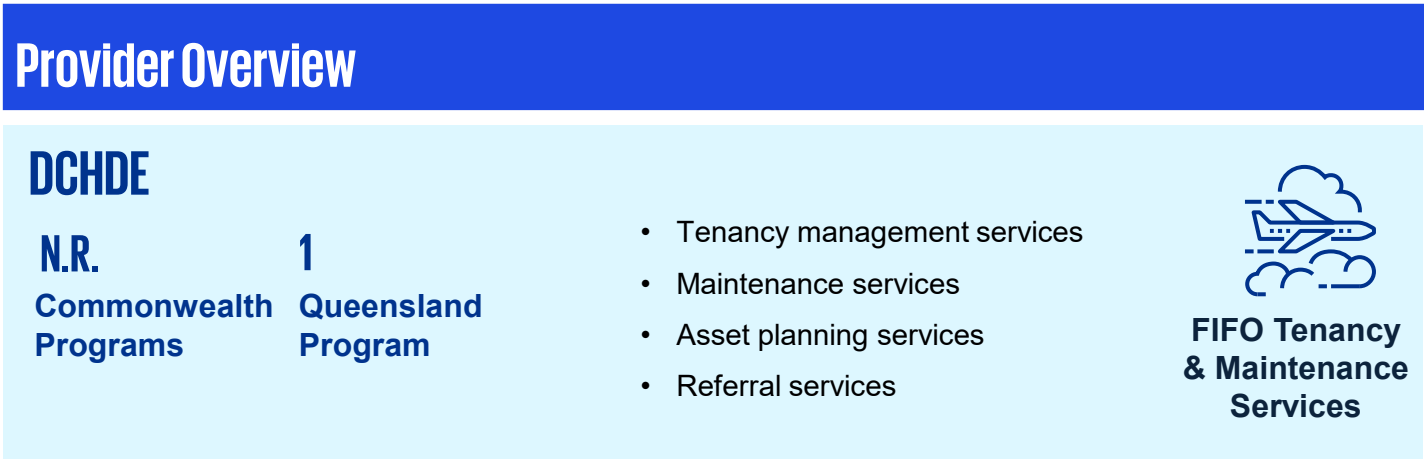 Provider Overview
DCHDE
N.R.
Commonwealth
Programs
1
Queensland
Program
• Tenancy management services
• Maintenance services
• Asset planning services
• Referral services
FIFO Tenancy
& Maintenance
Services